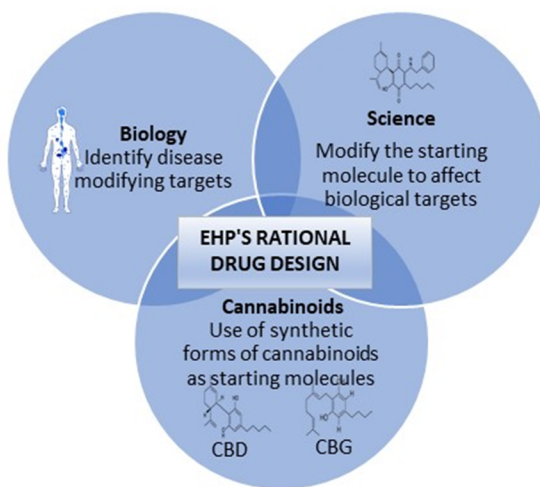 Biology
Identify disease
modifying targets
Science
Modify the starting
molecule to affect
biological targets
EHP'S RATIONAL
DRUG DESIGN
Cannabinoids
Use of synthetic
forms of cannabinoids
as starting molecules
CBD
CBG